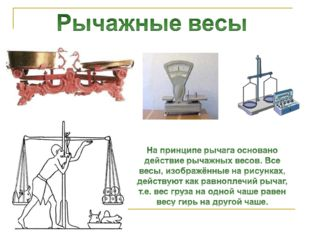 Рычажные весы
На принципе рычага основано
действие рычажных весов. Все
весы, изображённые на рисунках,
действуют как равноплечий рычаг,
т.е. вес груза на одной чаше равен
весу гирь на другой чаше.